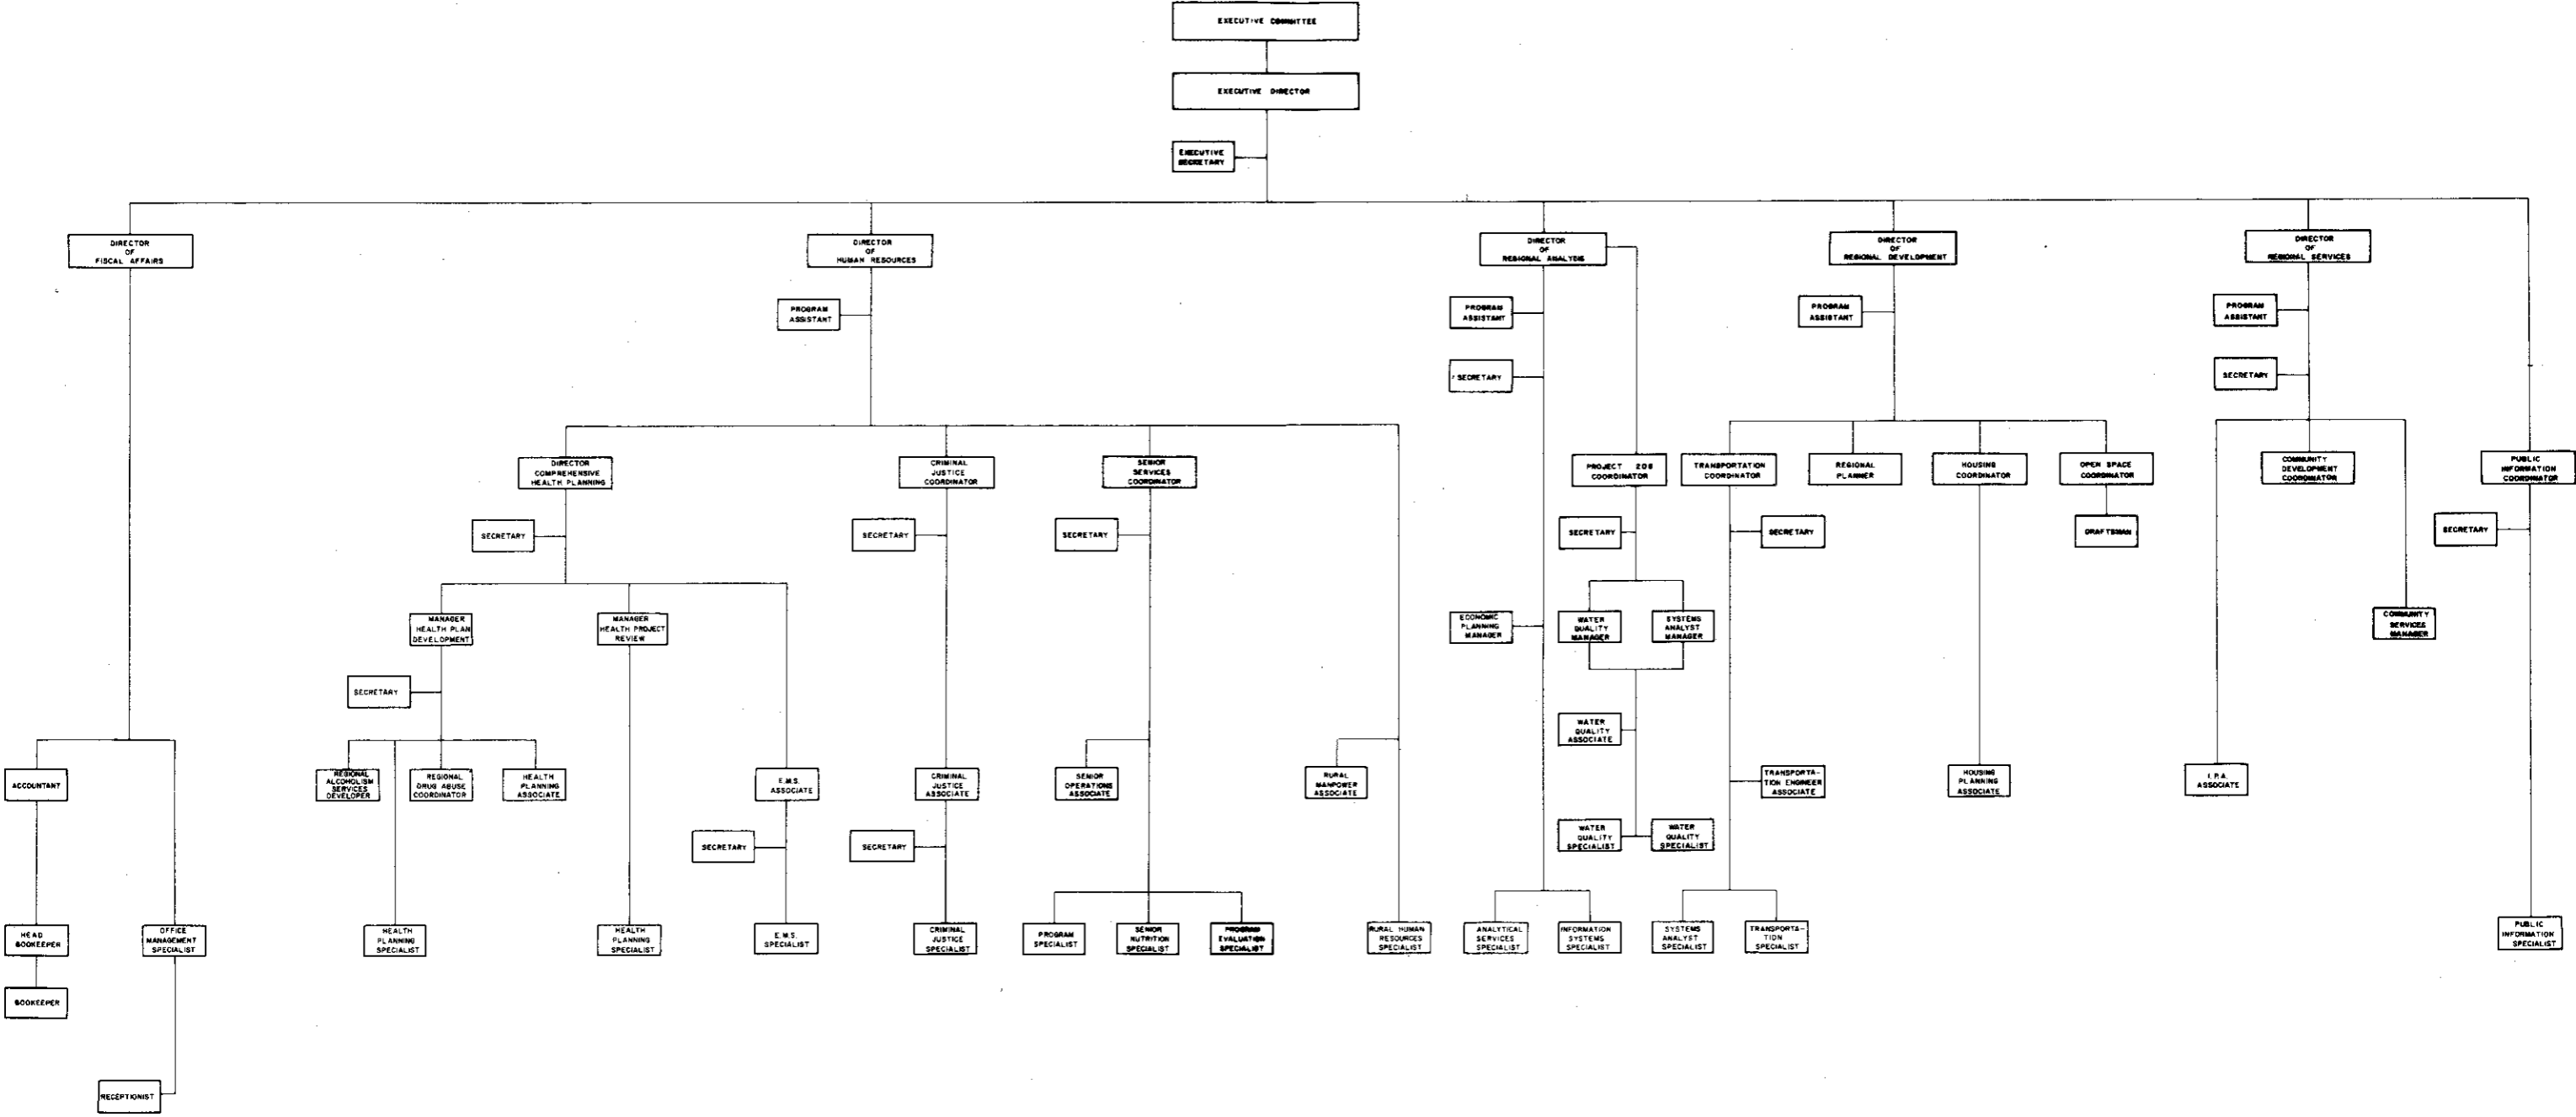 EXECUTIVE COMMITTEE
EXECUTIVE DIRECTOR
EXECUTIVE
SECRETARY
DIRECTOR
OF
FISCAL AFFAIRS
DIRECTOR
OF
HUMAN RESOURCES
DIRECTOR
OF
REGIONAL ANALYSIS
DIRECTOR
OF
REGIONAL DEVELOPMENT
DIRECTOR
OF
REGIONAL SERVICES
PROGRAM
ASSISTANT
PROGRAM
ASSISTANT
PROGRAM
ASSISTANT
PROGRAM
ASSISTANT
SECRETARY
SECRETARY
DIRECTOR
COMPREHENSIVE
HEALTH PLANNING
CRIMINAL
JUSTICE
COORDINATOR
SENIOR
SERVICES
COORDINATOR
PROJECT 208
COORDINATOR
TRANSPORTATION
COORDINATOR
REGIONAL
PLANNER
HOUSING
COORDINATOR
OPEN SPACE
COORDINATOR
COMMUNITY
DEVELOPMENT
COORDINATOR
PUBLIC
INFORMATION
COORDINATOR
SECRETARY
SECRETARY
SECRETARY
SECRETARY
SECRETARY
DRAFTSMAN
SECRETARY
MANAGER
HEALTH PLAN
DEVELOPMENT
MANAGER
HEALTH PROJECT
REVIEW
ECONOMIC
PLANNING
MANAGER
WATER
QUALITY
MANAGER
SYSTEMS
ANALYST
MANAGER
COMMUNITY
SERVICES
MANAGER
SECRETARY
WATER
QUALITY
ASSOCIATE
ACCOUNTANT
REGIONAL
ALCOHOLISM
SERVICES
DEVELOPER
REGIONAL
DRUG ABUSE
COORDINATOR
HEALTH
PLANNING
ASSOCIATE
E.M.S.
ASSOCIATE
CRIMINAL
JUSTICE
ASSOCIATE
SENIOR
OPERATIONS
ASSOCIATE
RURAL
MANPOWER
ASSOCIATE
TRANSPORTA-
TION ENGINEER
ASSOCIATE
HOUSING
PLANNING
ASSOCIATE
I.P.A.
ASSOCIATE
SECRETARY
SECRETARY
WATER
QUALITY
SPECIALIST
WATER
QUALITY
SPECIALIST
HEAD
BOOKEEPER
OFFICE
MANAGEMENT
SPECIALIST
HEALTH
PLANNING
SPECIALIST
HEALTH
PLANNING
SPECIALIST
E.M.S.
SPECIALIST
CRIMINAL
JUSTICE
SPECIALIST
PROGRAM
SPECIALIST
SENIOR
NUTRITION
SPECIALIST
PROGRAM
EVALUATION
SPECIALIST
RURAL HUMAN
RESOURCES
SPECIALIST
ANALYTICAL
SERVICES
SPECIALIST
INFORMATION
SYSTEMS
SPECIALIST
SYSTEMS
ANALYST
SPECIALIST
TRANSPORTA-
TION
SPECIALIST
PUBLIC
INFORMATION
SPECIALIST
BOOKEEPER
RECEPTIONIST